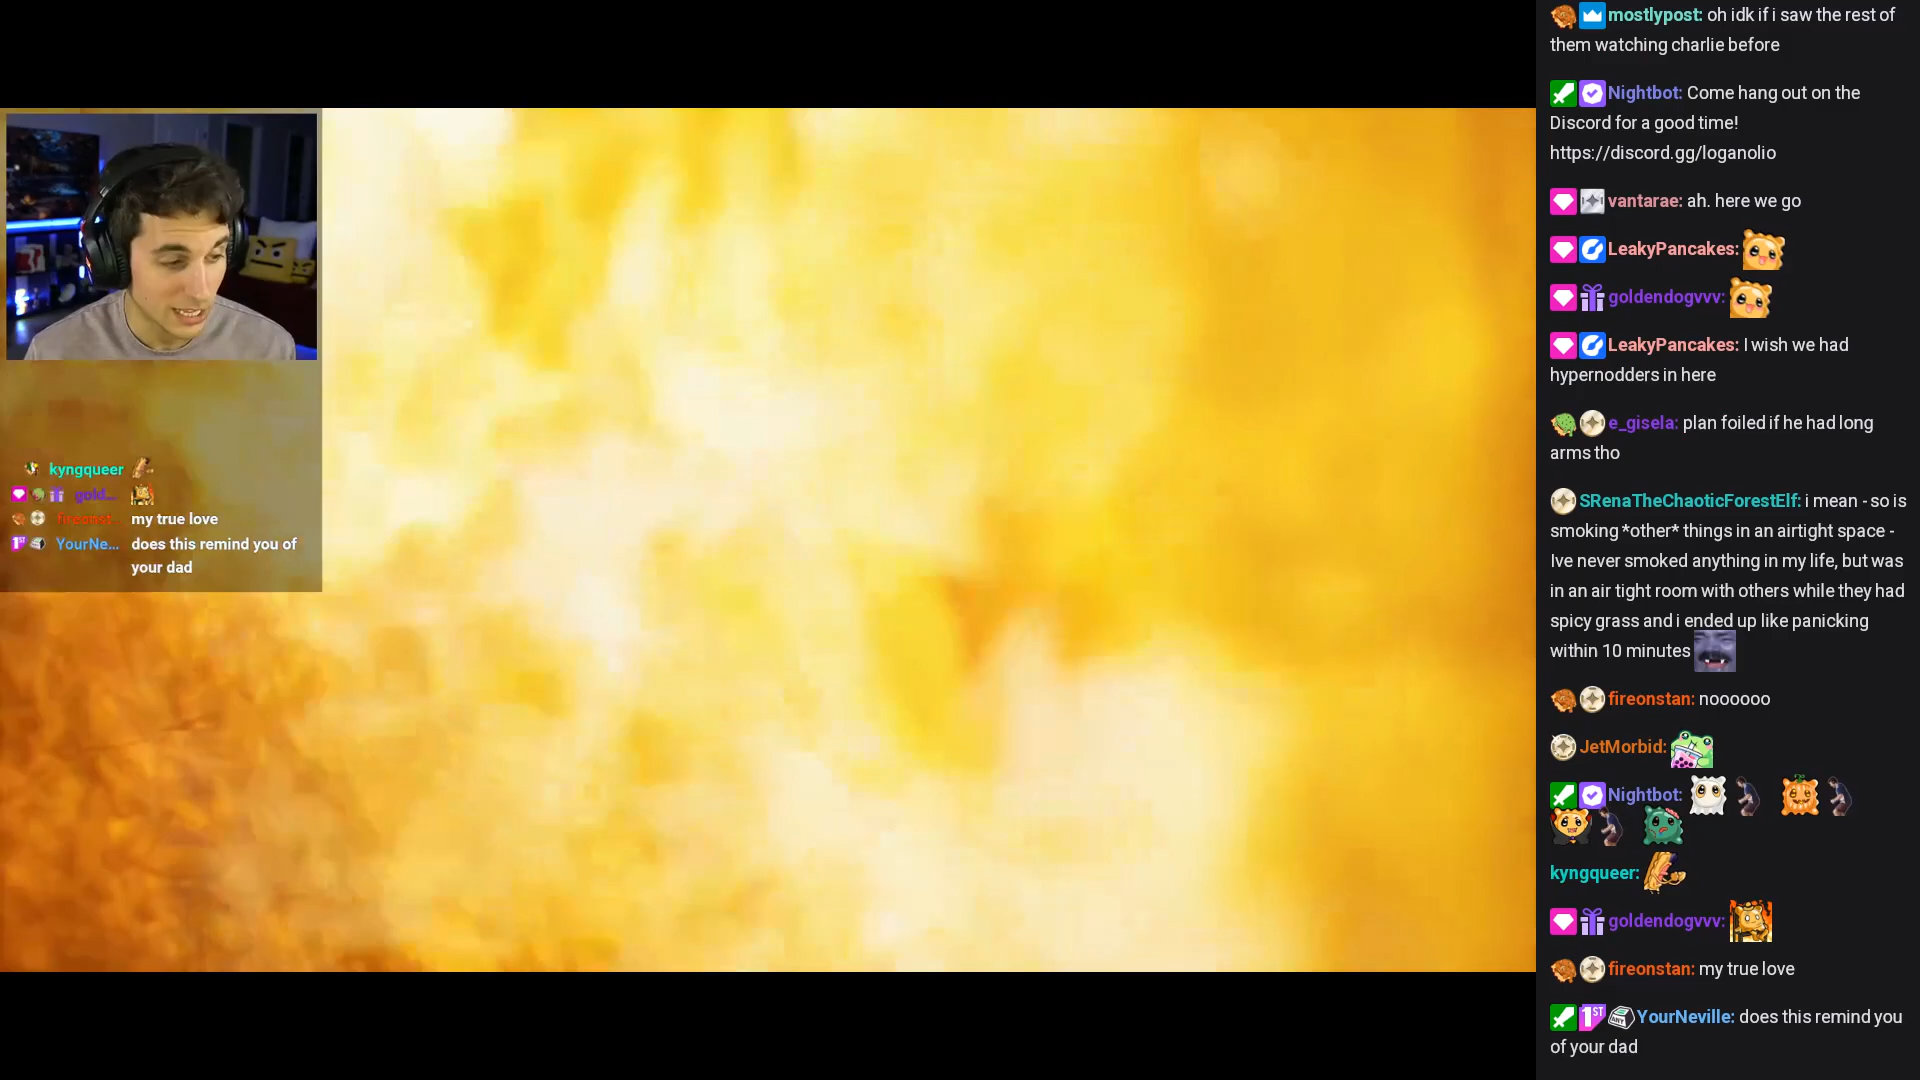 kyngqueer
gold...
fireonst... my true love
YourNe... does this remind you of
your dad
mostlypost: oh idk if i saw the rest of
them watching charlie before
Nightbot: Come hang out on the
Discord for a good time!
https://discord.gg/loganolio
vantarae: ah. here we go
LeakyPancakes:
goldendogvvv:
LeakyPancakes: I wish we had
hypernodders in here
e_gisela: plan foiled if he had long
arms tho
SRenaTheChaoticForestElf: i mean - so is
smoking *other* things in an airtight space -
Ive never smoked anything in my life, but was
in an air tight room with others while they had
spicy grass and i ended up like panicking
within 10 minutes
fireonstan: noooooo
JetMorbid:
Nightbot:
kyngqueer:
goldendogvvv:
fireonstan: my true love
1ST YourNeville: does this remind you
of your dad